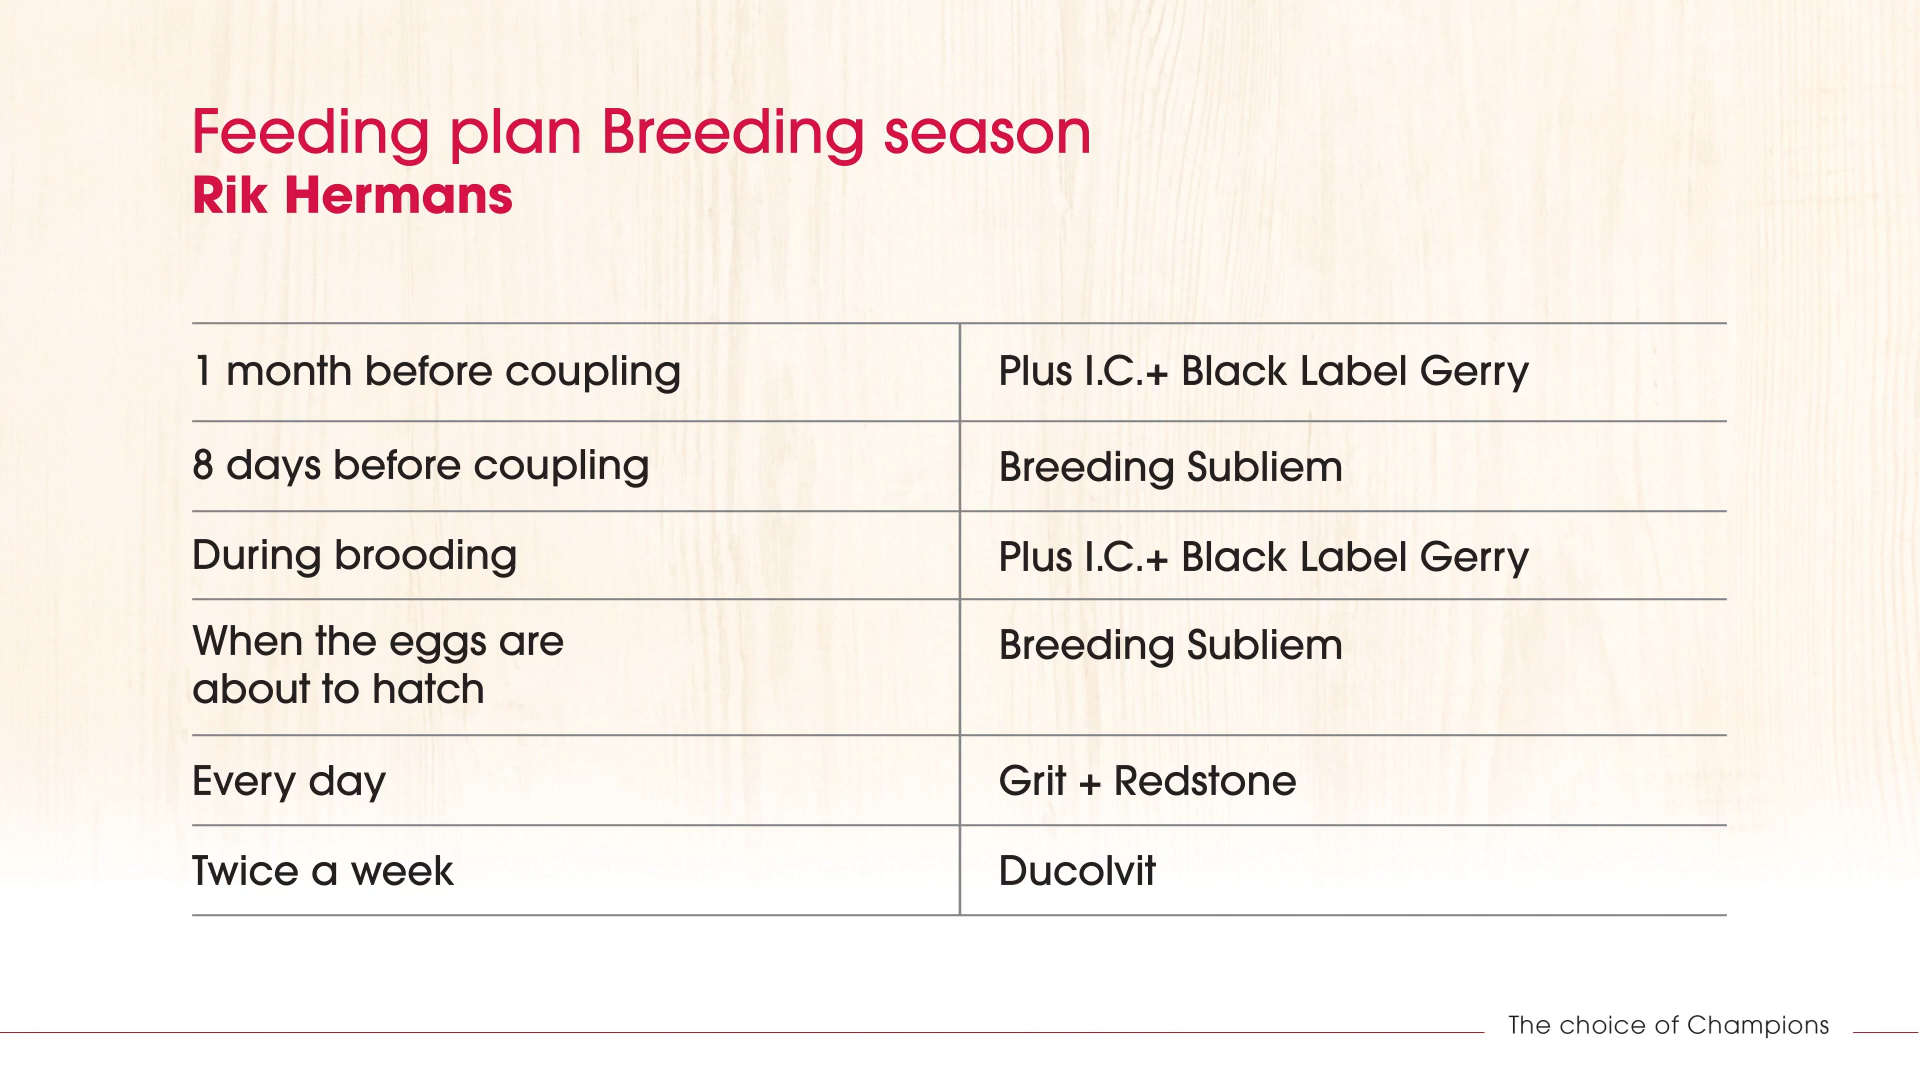 Feeding plan Breeding season
Rik Hermans
1 month before coupling
Plus I.C.+ Black Label Gerry
8 days before coupling
Breeding Subliem
During brooding
Plus I.C.+ Black Label Gerry
When the eggs are
about to hatch
Breeding Subliem
Every day
Grit + Redstone
Twice a week
Ducolvit
The choice of Champions